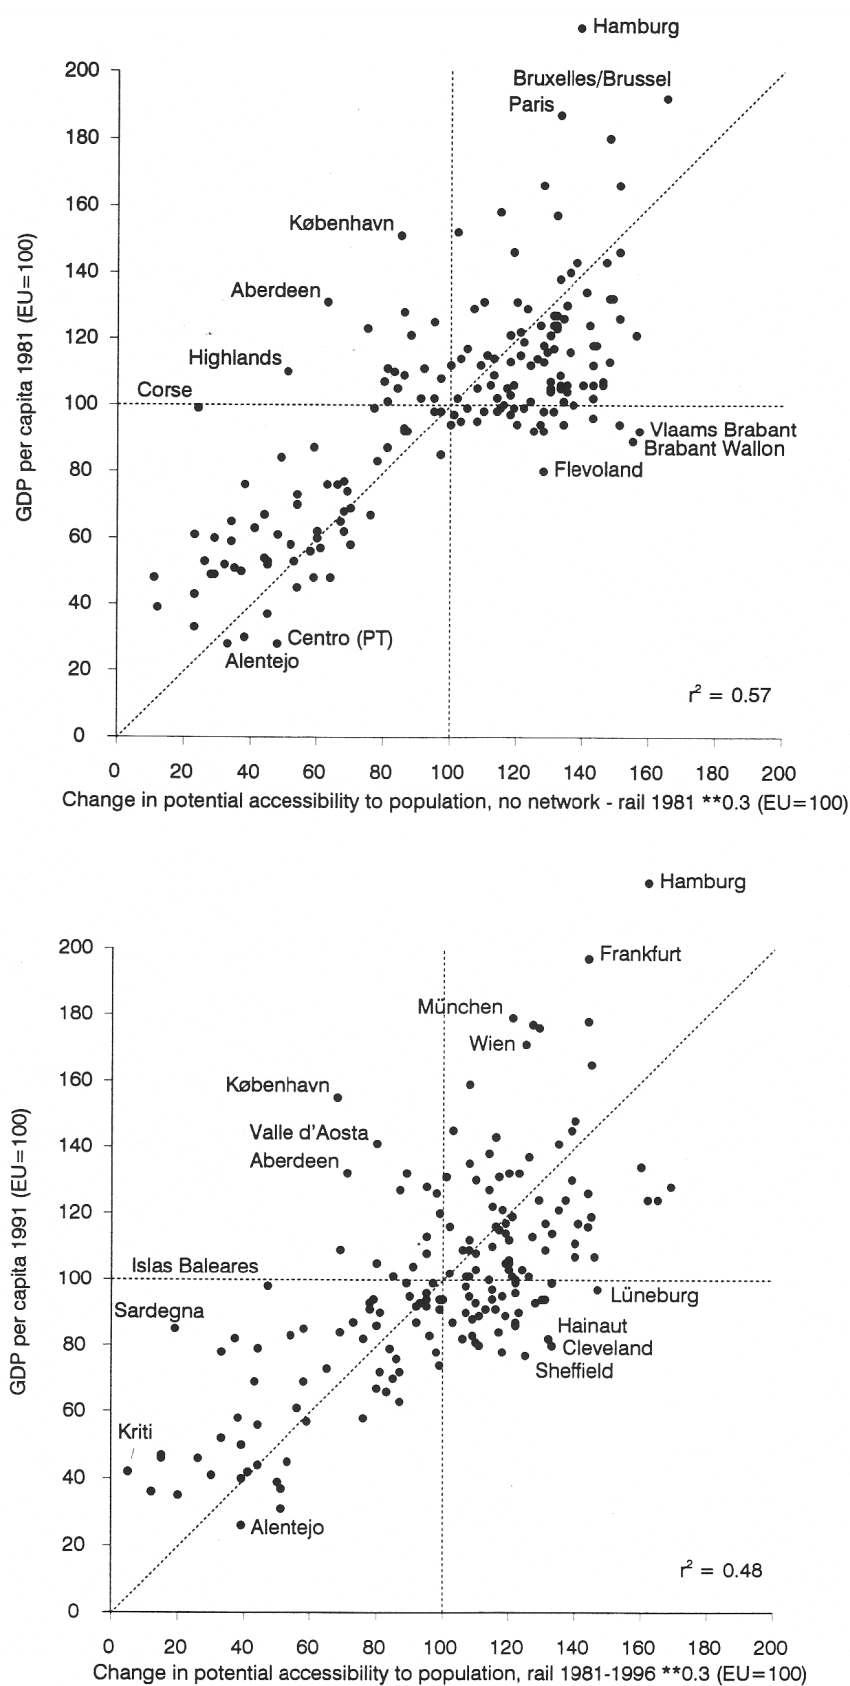 Hamburg
200
Bruxelles/Brussel
Paris
180
160
København
140
Aberdeen
120
Highlands
Corse
100
Vlaams Brabant
Brabant Wallon
80
Flevoland
60
40
Centro (PT)
Alentejo
20
r² = 0.57
0
GDP per capita 1981 (EU=100)
0 20 40 60 80 100 120 140 160 180 200
Change in potential accessibility to population, no network - rail 1981 **0.3 (EU=100)
Hamburg
200
Frankfurt
München
180
Wien
160
København
140
Valle d'Aosta
Aberdeen
120
Islas Baleares
100
Lüneburg
Sardegna
Hainaut
80
Cleveland
Sheffield
60
Kriti
40
Alentejo
20
r² = 0.48
0
GDP per capita 1991 (EU=100)
0 20 40 60 80 100 120 140 160 180 200
Change in potential accessibility to population, rail 1981-1996 **0.3 (EU=100)